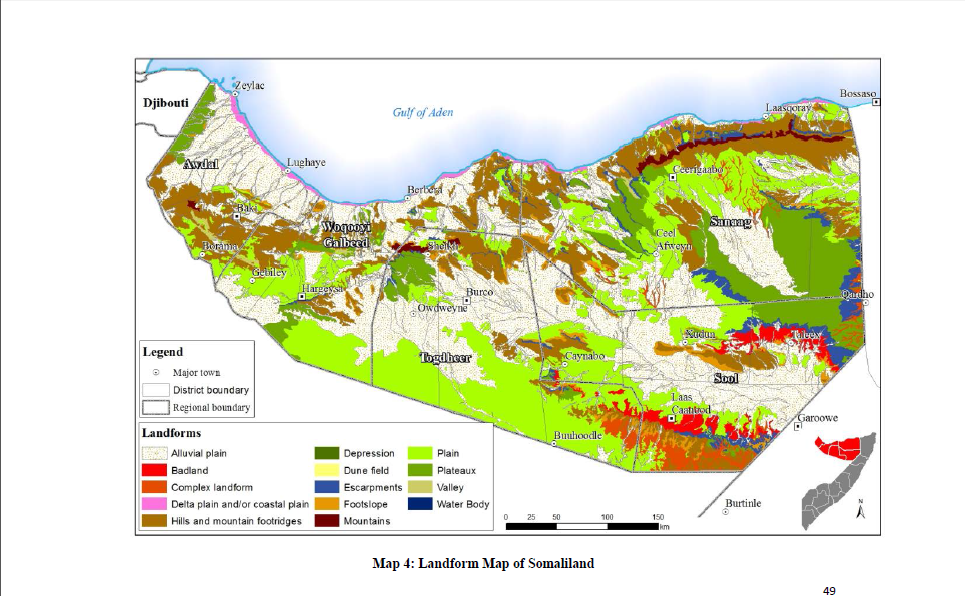 Zeylac
Bossaso
Djibouti
Laasqoray
Gulf of Aden
Awdal
Lughaye
Ceerigaabo
Berbera
Baki
Sanaag
Woqooyi
Galbeed
Ceel
Afweyn
Borama
Sheikh
Gebiley
Hargeysa
Burco
Qardho
Owdweyne
Xudun
Taleex
Togdheer
Caynabo
Sool
Laas
Caanood
Garoowe
Buuhoodle
Burtinle
Legend
Major town
District boundary
Regional boundary
Landforms
Alluvial plain
Badland
Complex landform
Delta plain and/or coastal plain
Hills and mountain footridges
Depression
Dune field
Escarpments
Footslope
Mountains
Plain
Plateaux
Valley
Water Body
0 25 50 100 150
km
N
Map 4: Landform Map of Somaliland
49